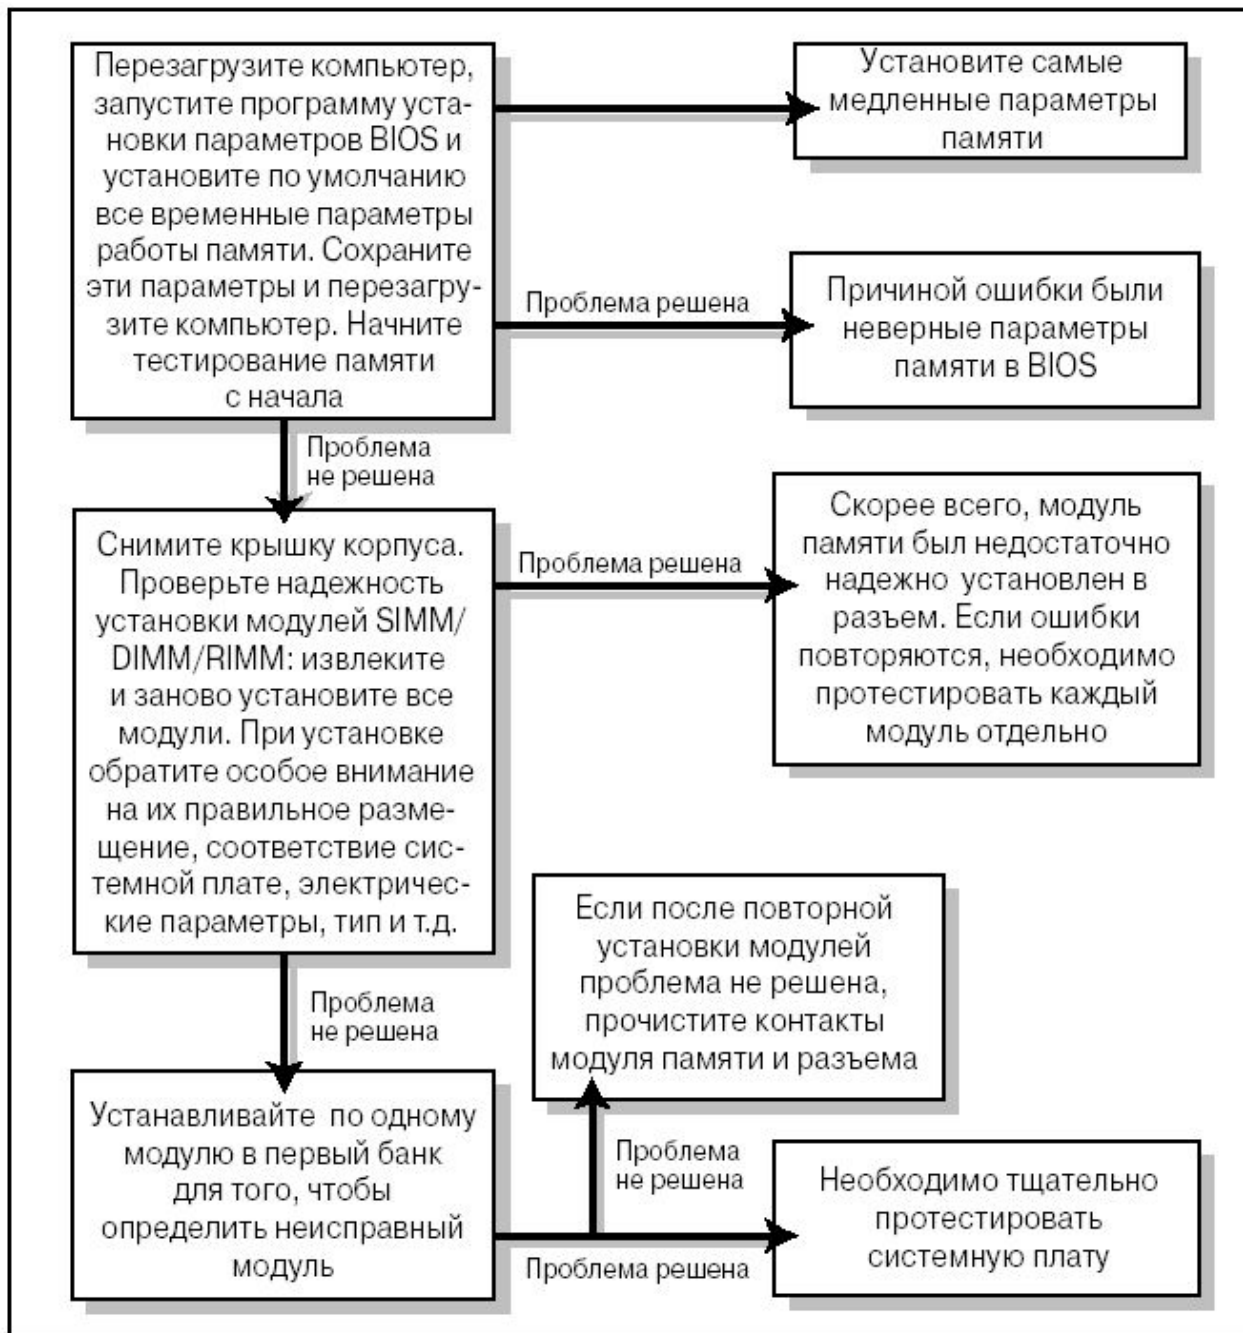 Перезагрузите компьютер,
запустите программу уста-
новки параметров BIOS и
установите по умолчанию
все временные параметры
работы памяти. Сохраните
эти параметры и перезагру-
зите компьютер. Начните
тестирование памяти
с начала
Установите самые
медленные параметры
памяти
Проблема решена
Причиной ошибки были
неверные параметры
памяти в BIOS
Проблема
не решена
Снимите крышку корпуса.
Проверьте надежность
установки модулей SIMM/
DIMM/RIMM: извлеките
и заново установите все
модули. При установке
обратите особое внимание
на их правильное разме-
щение, соответствие сис-
темной плате, электричес-
кие параметры, тип и т.д.
Проблема решена
Скорее всего, модуль
памяти был недостаточно
надежно установлен в
разъем. Если ошибки
повторяются, необходимо
протестировать каждый
модуль отдельно
Проблема
не решена
Если после повторной
установки модулей
проблема не решена,
прочистите контакты
модуля памяти и разъема
Устанавливайте по одному
модулю в первый банк
для того, чтобы
определить неисправный
модуль
Проблема
не решена
Проблема решена
Необходимо тщательно
протестировать
системную плату